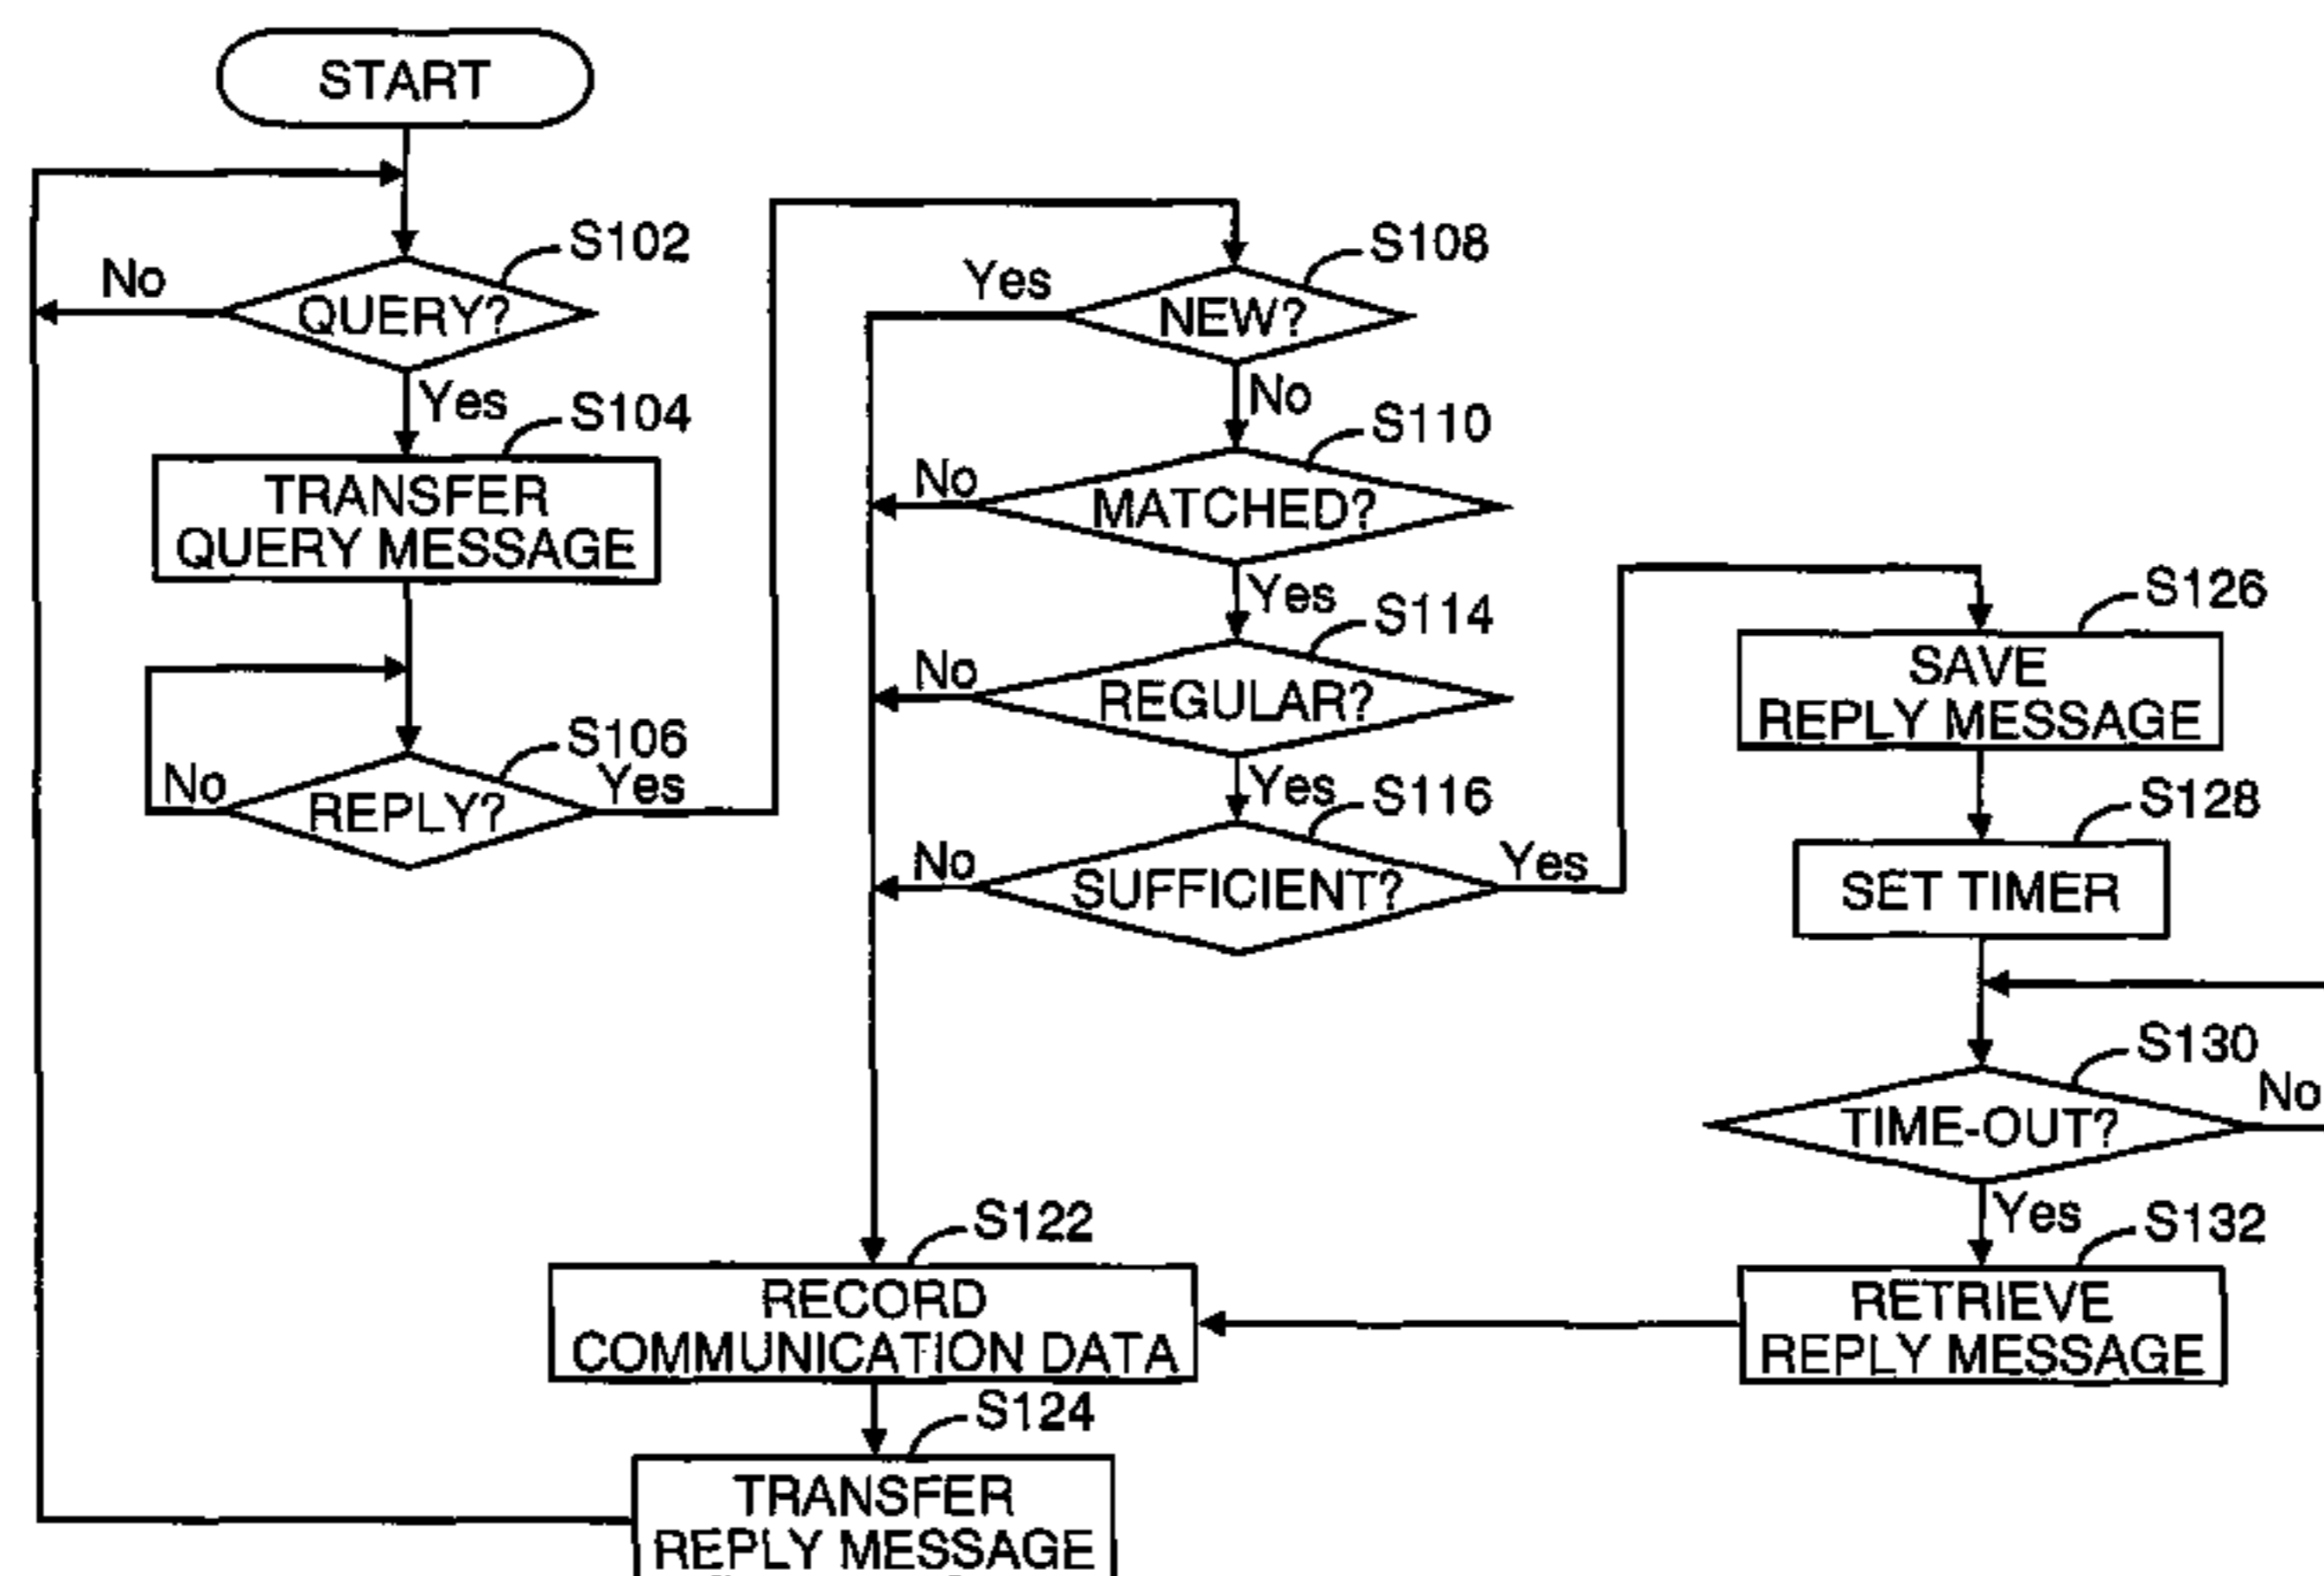 START
S102
No
QUERY?
Yes
S104
TRANSFER
QUERY MESSAGE
S106
No
REPLY?
Yes
S108
Yes
NEW?
No
S110
No
MATCHED?
Yes
S114
No
REGULAR?
Yes
S116
No
SUFFICIENT?
Yes
S126
SAVE
REPLY MESSAGE
S128
SET TIMER
S130
No
TIME-OUT?
Yes
S132
RETRIEVE
REPLY MESSAGE
S122
RECORD
COMMUNICATION DATA
S124
TRANSFER
REPLY MESSAGE